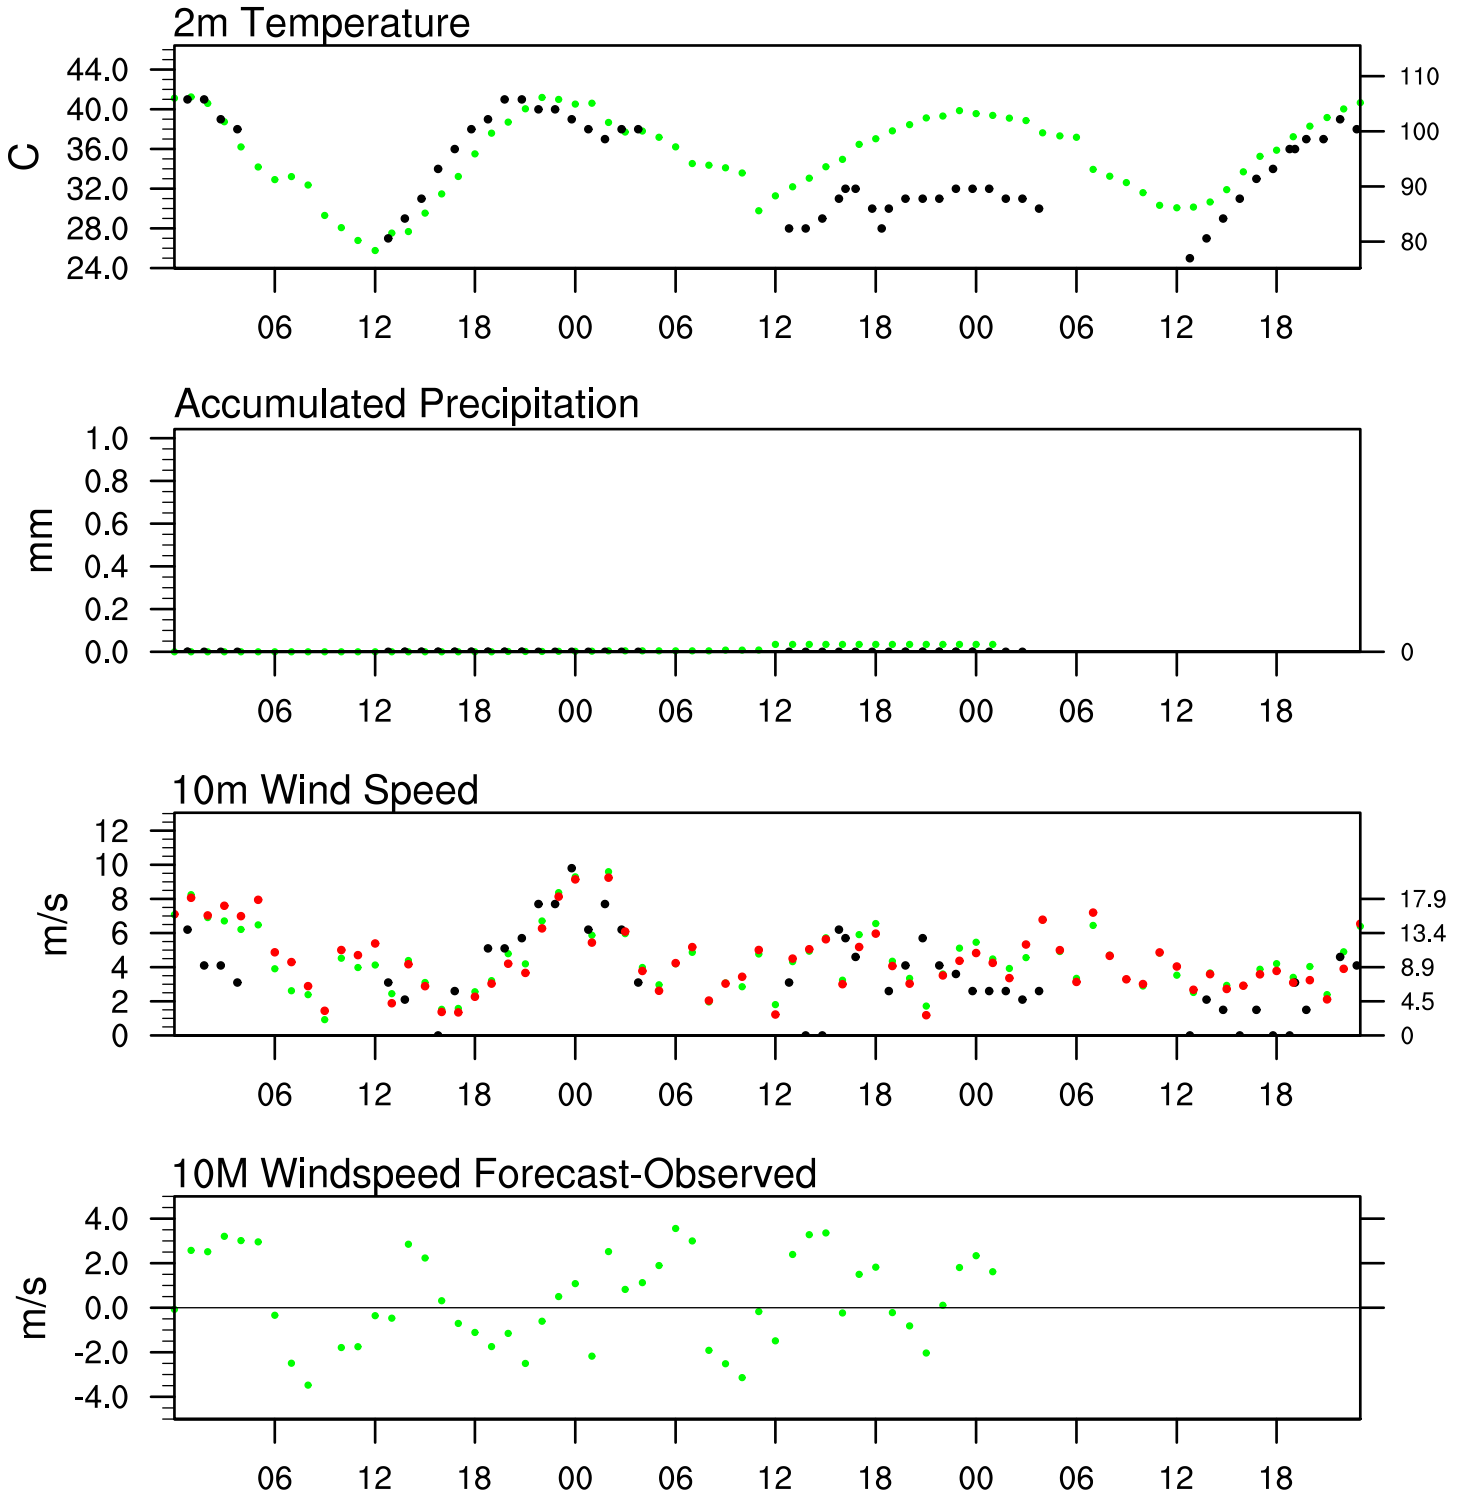 2m Temperature
44.0
40.0
36.0
32.0
28.0
24.0
C
110
100
90
80
06 12 18 00 06 12 18 00 06 12 18
Accumulated Precipitation
1.0
0.8
0.6
0.4
0.2
0.0
mm
0
06 12 18 00 06 12 18 00 06 12 18
10m Wind Speed
12
10
8
6
4
2
0
m/s
17.9
13.4
8.9
4.5
0
06 12 18 00 06 12 18 00 06 12 18
10M Windspeed Forecast-Observed
4.0
2.0
0.0
-2.0
-4.0
m/s
06 12 18 00 06 12 18 00 06 12 18